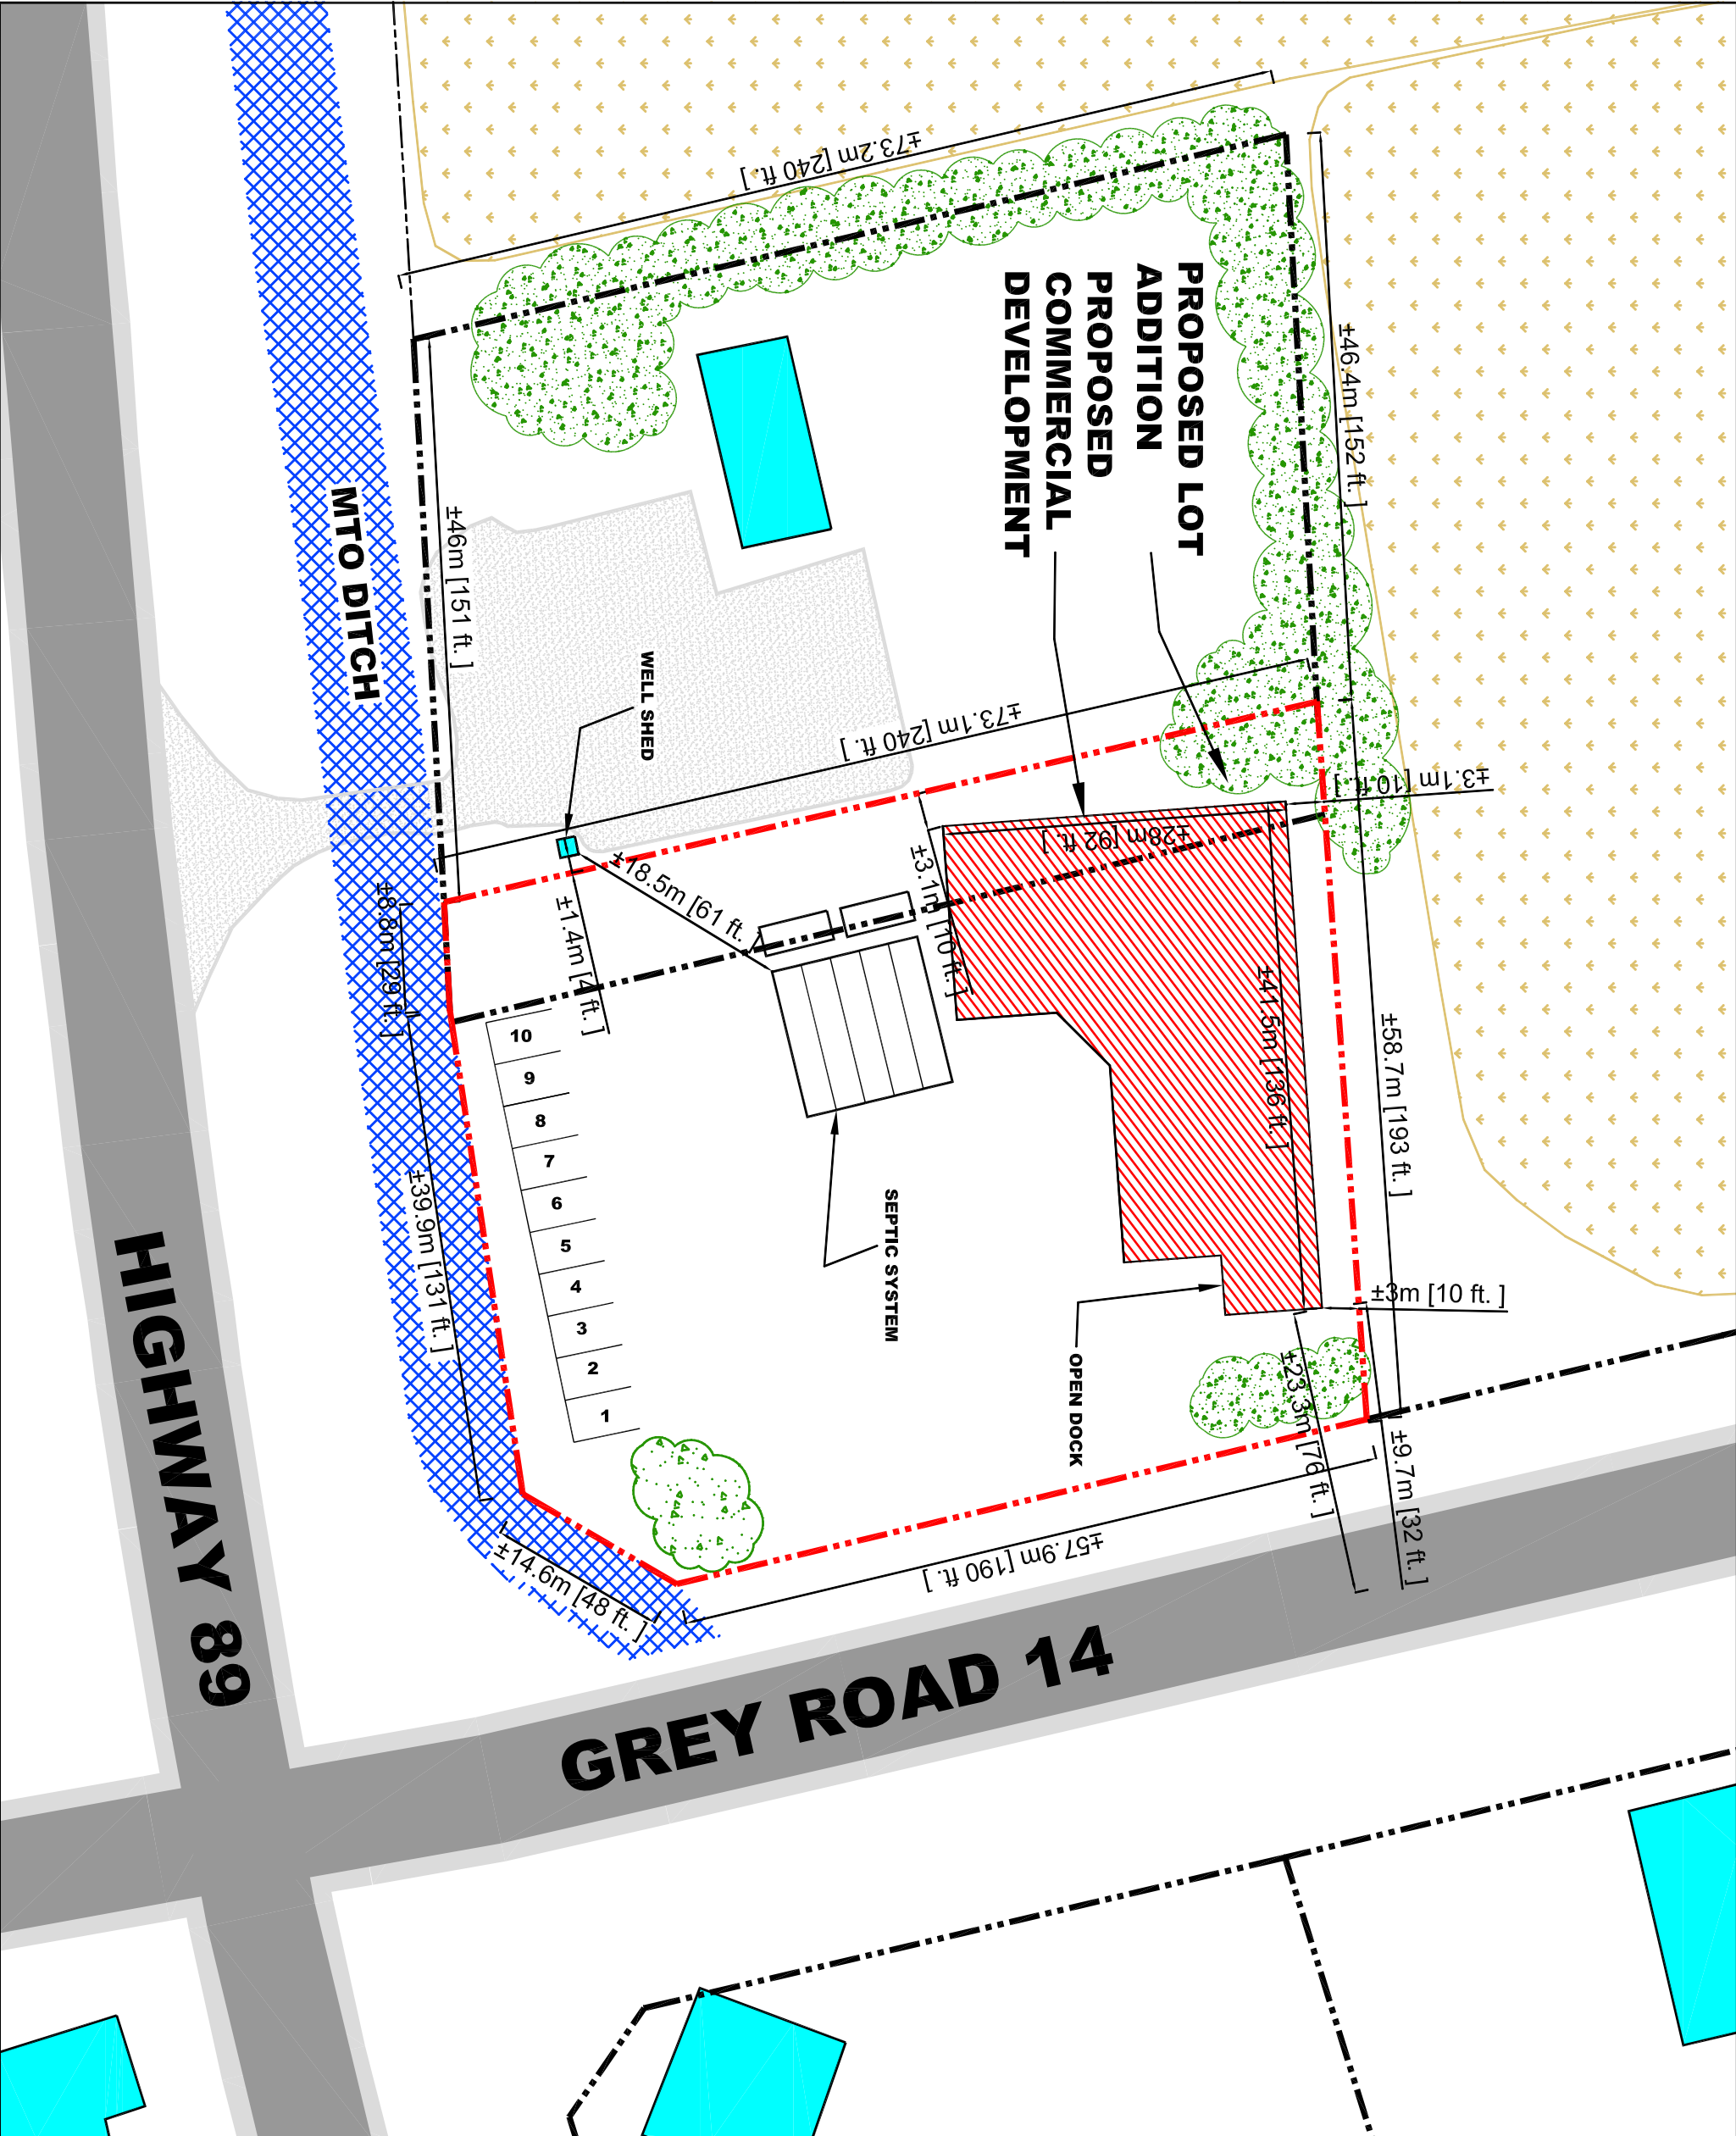 ±73.2m [240 ft. ]
±46.4m [152 ft. ]
PROPOSED LOT
ADDITION
PROPOSED
COMMERCIAL
DEVELOPMENT
MTO DITCH
±46m [151 ft. ]
WELL SHED
±73.1m [240 ft. ]
±3.1m [10 ft. ]
±28m [92 ft. ]
±18.5m [61 ft. ]
±3.1m [10 ft. ]
±8.8m [29 ft. ]
±1.4m [4 ft. ]
±41.5m [136 ft. ]
±58.7m [193 ft. ]
10
9
8
7
6
5
4
3
2
1
±39.9m [131 ft. ]
SEPTIC SYSTEM
OPEN DOCK
±3m [10 ft. ]
±23.3m [76 ft. ]
±9.7m [32 ft. ]
±57.9m [190 ft. ]
±14.6m [48 ft. ]
HIGHWAY 89
GREY ROAD 14